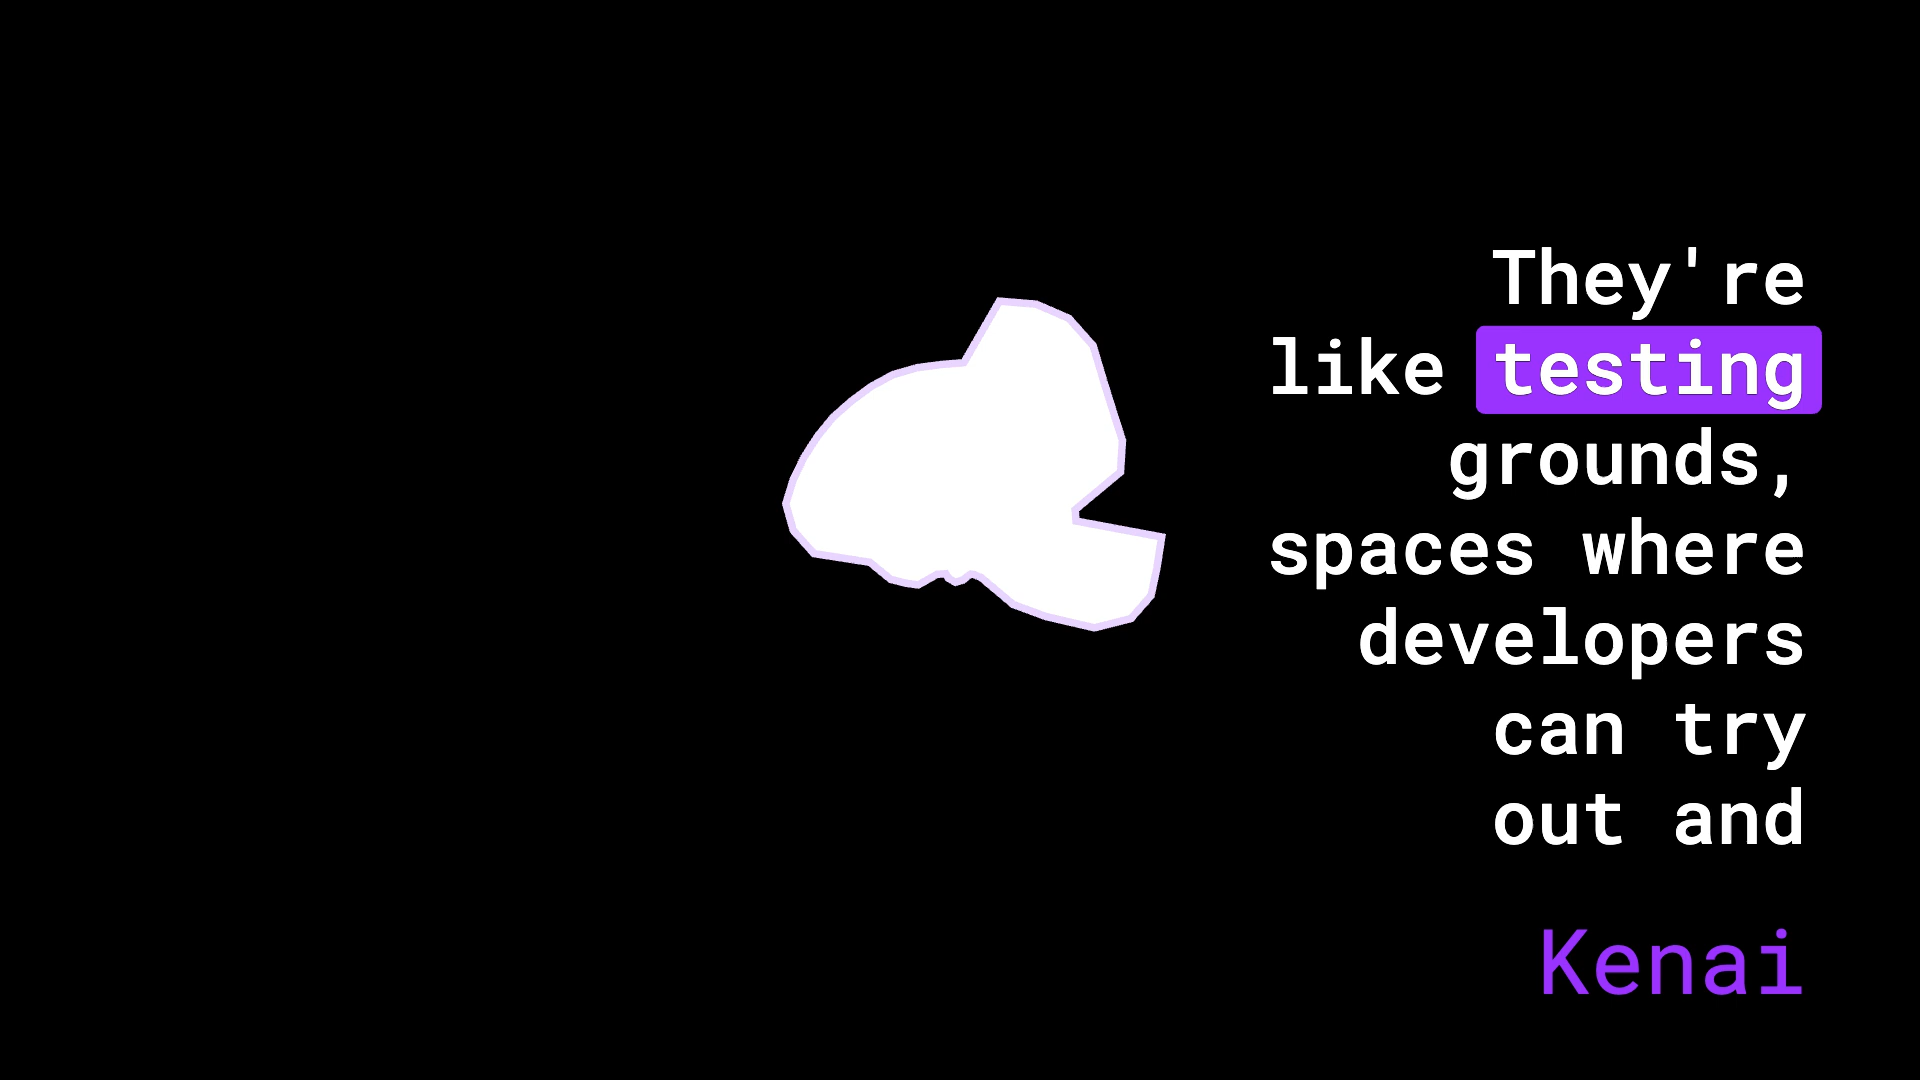 They're
like testing
grounds,
spaces where
developers
can try
out and
Kenai